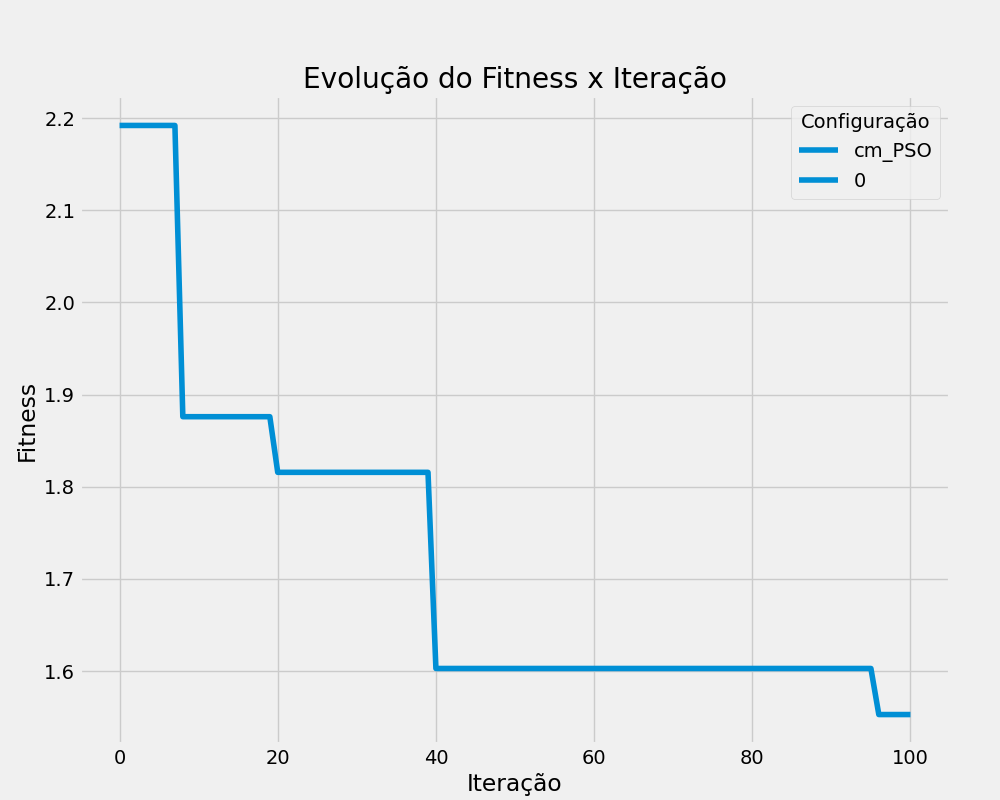 Evolução do Fitness x Iteração
Configuração
cm_PSO
0
Fitness
2.2
2.1
2.0
1.9
1.8
1.7
1.6
0 20 40 60 80 100
Iteração